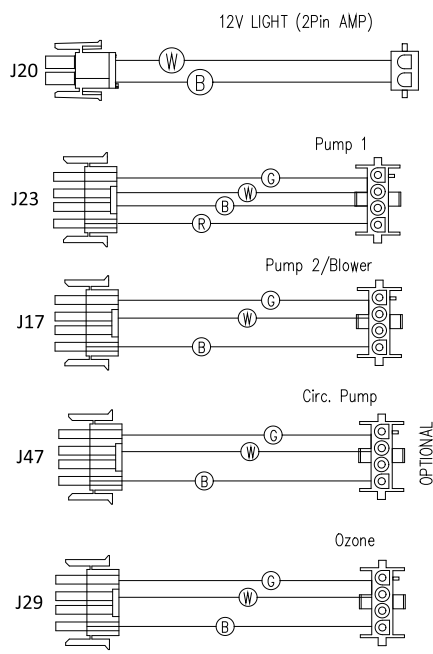 12V LIGHT (2Pin AMP)
J20
W
B
Pump 1
J23
G
W
B
R
Pump 2/Blower
J17
G
W
B
Circ. Pump
J47
G
W
B
OPTIONAL
Ozone
J29
G
W
B